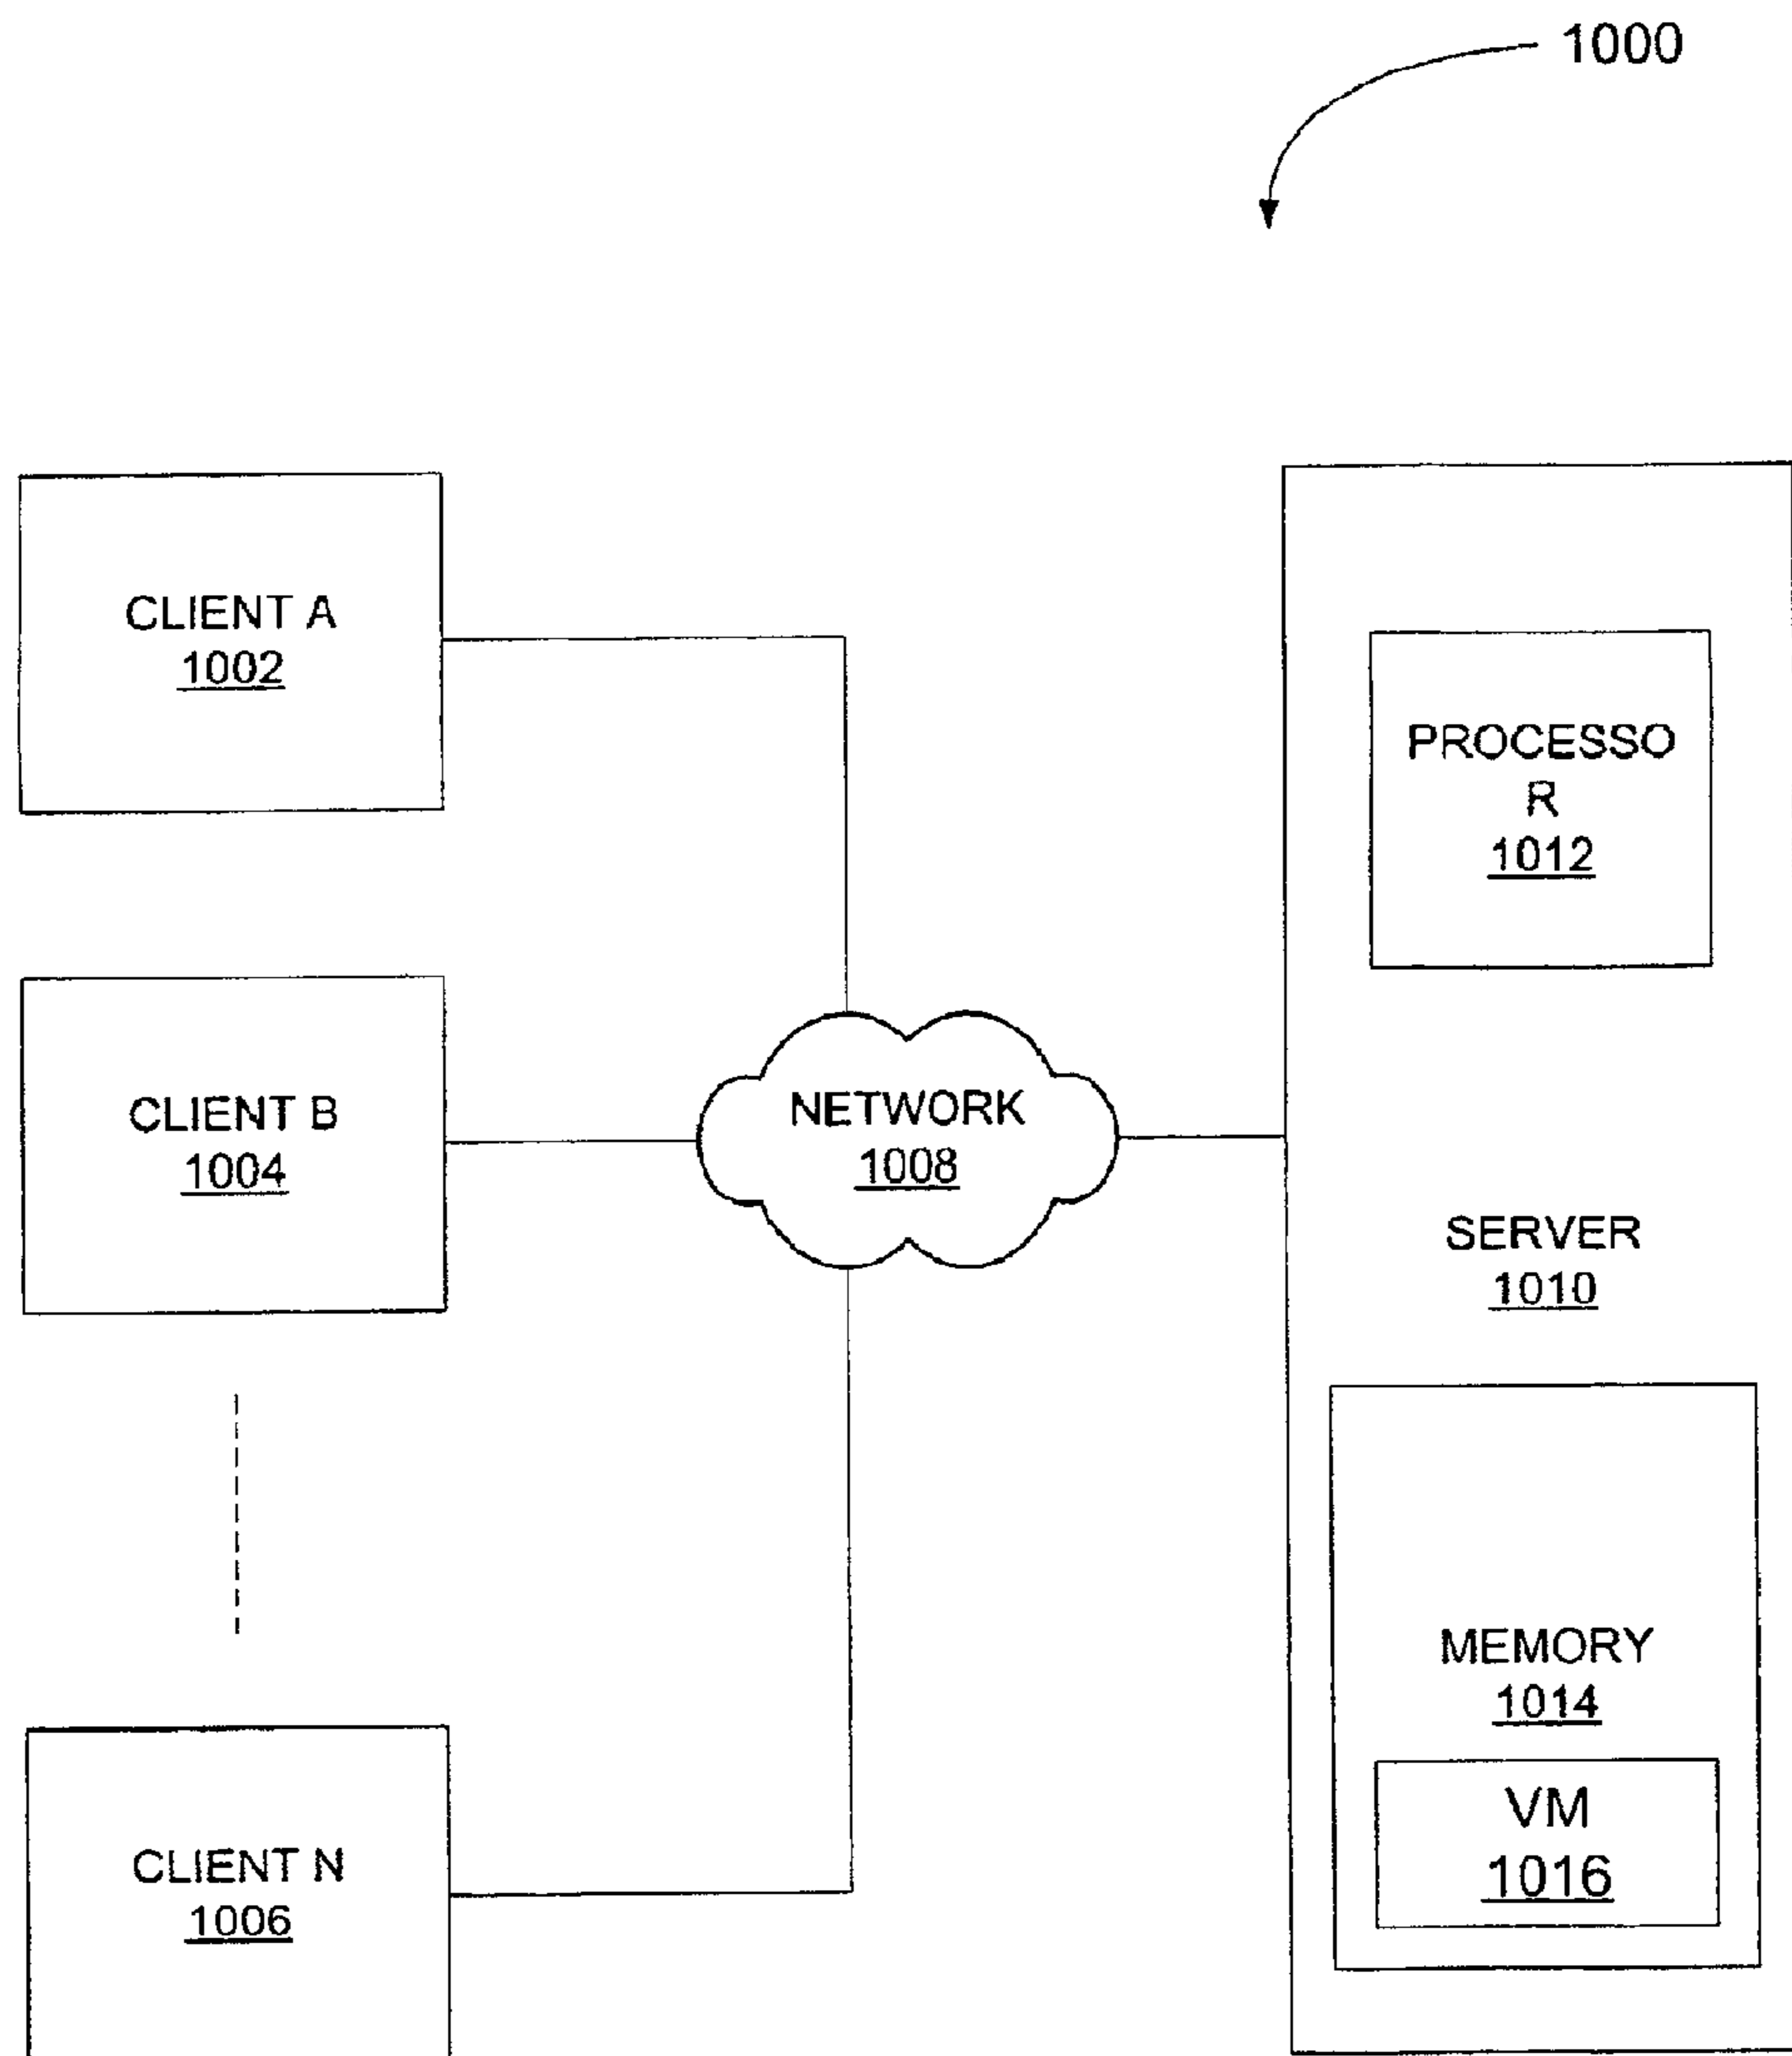 1000
CLIENT A
1002
PROCESSO
R
1012
CLIENT B
1004
NETWORK
1008
SERVER
1010
MEMORY
1014
VM
1016
CLIENT N
1006